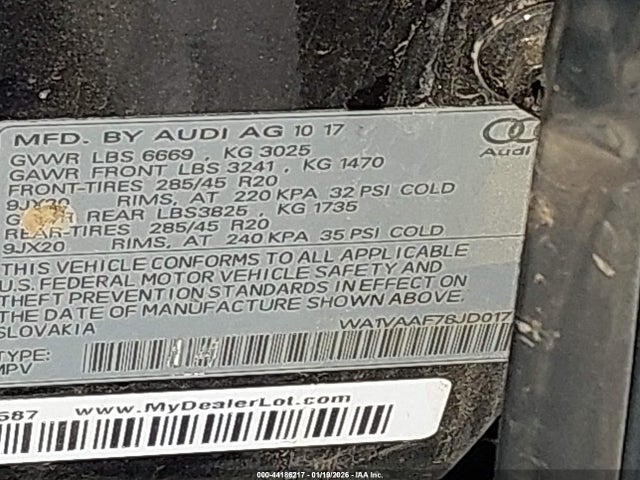 MFD. BY AUDI AG 10 17
GVWR LBS 6669 , KG 3025
GAWR FRONT LBS 3241 , KG 1470
FRONT-TIRES 285/45 R20
9JX20 RIMS, AT 220 KPA 32 PSI COLD
REAR LBS3825 , KG 1735
REAR-TIRES 285/45 R20
9JX20 RIMS, AT 240 KPA 35 PSI COLD
Audi
THIS VEHICLE CONFORMS TO ALL APPLICABLE
U.S. FEDERAL MOTOR VEHICLE SAFETY AND
THEFT PREVENTION STANDARDS IN EFFECT ON
THE DATE OF MANUFACTURE SHOWN ABOVE.
SLOVAKIA
WA1VAAF78JD017
TYPE:
MPV
587 www.MyDealerLot.com
000-44186217 - 01/19/2026 - IAA Inc.